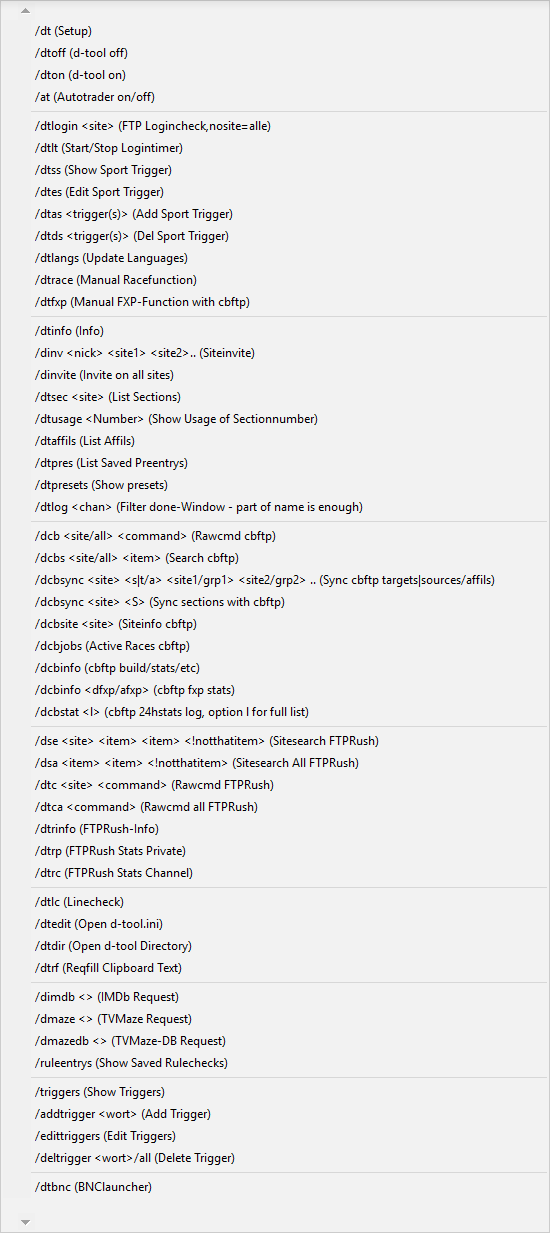 /dt (Setup)
/dtoff (d-tool off)
/dton (d-tool on)
/at (Autotrader on/off)
/dtlogin <site> (FTP Logincheck,nosite=alle)
/dtlt (Start/Stop Logintimer)
/dtss (Show Sport Trigger)
/dtes (Edit Sport Trigger)
/dtas <trigger(s)> (Add Sport Trigger)
/dtds <trigger(s)> (Del Sport Trigger)
/dtlangs (Update Languages)
/dtrace (Manual Racefunction)
/dtfxp (Manual FXP-Function with cbftp)
/dtinfo (Info)
/dinv <nick> <site1> <site2>.. (Siteinvite)
/dinvite (Invite on all sites)
/dtsec <site> (List Sections)
/dtusage <Number> (Show Usage of Sectionnumber)
/dtaffils (List Affils)
/dtpres (List Saved Preentrys)
/dtpresets (Show presets)
/dtlog <chan> (Filter done-Window - part of name is enough)
/dcb <site/all> <command> (Rawcmd cbftp)
/dcbs <site/all> <item> (Search cbftp)
/dcbsync <site> <s|t/a> <site1/grp1> <site2/grp2> .. (Sync cbftp targets|sources/affils)
/dcbsync <site> <S> (Sync sections with cbftp)
/dcbsite <site> (Siteinfo cbftp)
/dcbjobs (Active Races cbftp)
/dcbinfo (cbftp build/stats/etc)
/dcbinfo <dfxp/afxp> (cbftp fxp stats)
/dcbstat <l> (cbftp 24hstats log, option l for full list)
/dse <site> <item> <item> <!notthatitem> (Sitesearch FTPRush)
/dsa <item> <item> <!notthatitem> (Sitesearch All FTPRush)
/dtc <site> <command> (Rawcmd FTPRush)
/dtca <command> (Rawcmd all FTPRush)
/dtrinfo (FTPRush-Info)
/dtrp (FTPRush Stats Private)
/dtrc (FTPRush Stats Channel)
/dtlc (Linecheck)
/dtedit (Open d-tool.ini)
/dtdir (Open d-tool Directory)
/dtrf (Reqfill Clipboard Text)
/dimdb <> (IMDb Request)
/dmaze <> (TVMaze Request)
/dmazedb <> (TVMaze-DB Request)
/ruleentrys (Show Saved Rulechecks)
/triggers (Show Triggers)
/addtrigger <wort> (Add Trigger)
/edittriggers (Edit Triggers)
/deltrigger <wort>/all (Delete Trigger)
/dtbnc (BNClauncher)